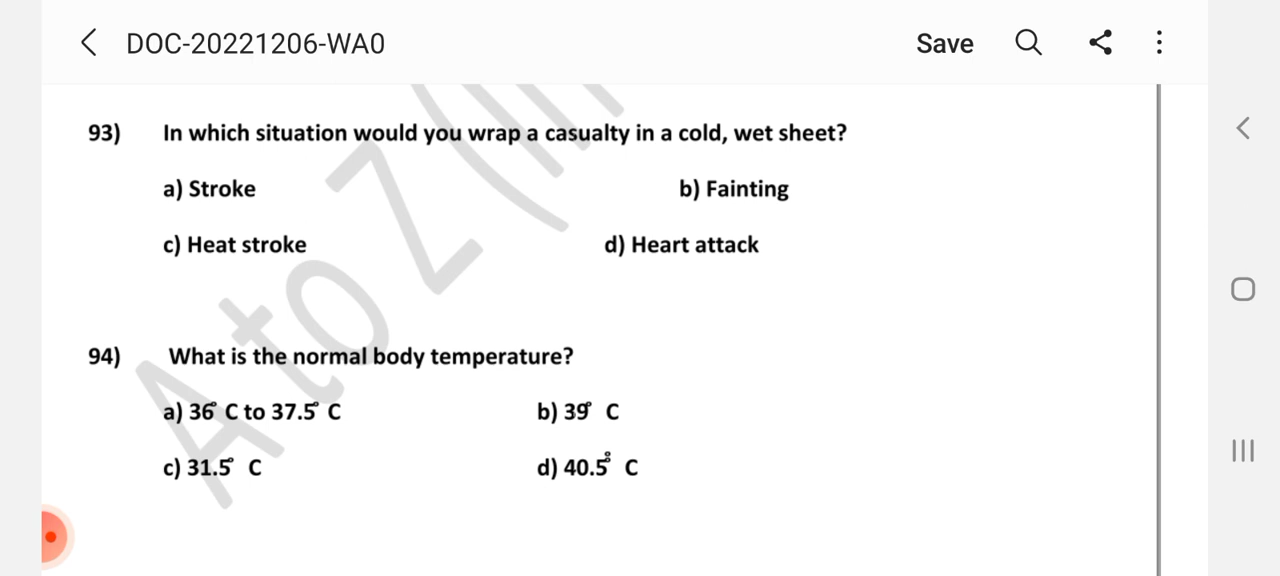 DOC-20221206-WA0 Save
93) In which situation would you wrap a casualty in a cold, wet sheet?
a) Stroke b) Fainting
c) Heat stroke d) Heart attack
94) What is the normal body temperature?
a) 36° C to 37.5° C b) 39° C
c) 31.5° C d) 40.5° C
A to Z (